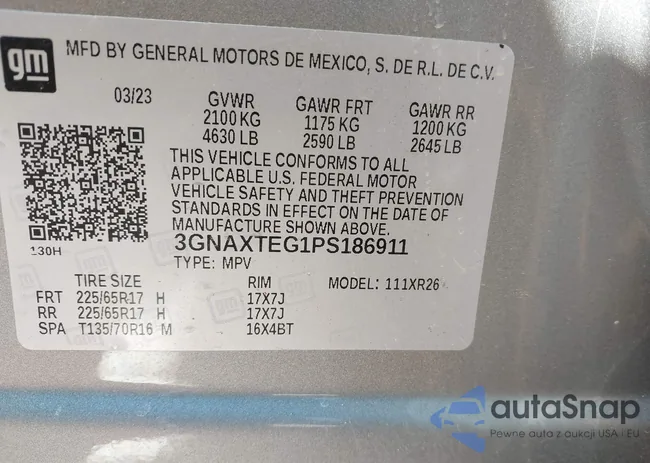 gm
MFD BY GENERAL MOTORS DE MEXICO, S. DE R.L. DE C.V.
03/23 GVWR GAWR FRT GAWR RR
2100 KG 1175 KG 1200 KG
4630 LB 2590 LB 2645 LB
THIS VEHICLE CONFORMS TO ALL
APPLICABLE U.S. FEDERAL MOTOR
VEHICLE SAFETY AND THEFT PREVENTION
STANDARDS IN EFFECT ON THE DATE OF
MANUFACTURE SHOWN ABOVE.
130H 3GNAXTEG1PS186911
TYPE: MPV
TIRE SIZE RIM MODEL: 111XR26
FRT 225/65R17 H 17X7J
RR 225/65R17 H 17X7J
SPA T135/70R16 M 16X4BT
autoSnap
Pewne auta z aukcji USA i EU